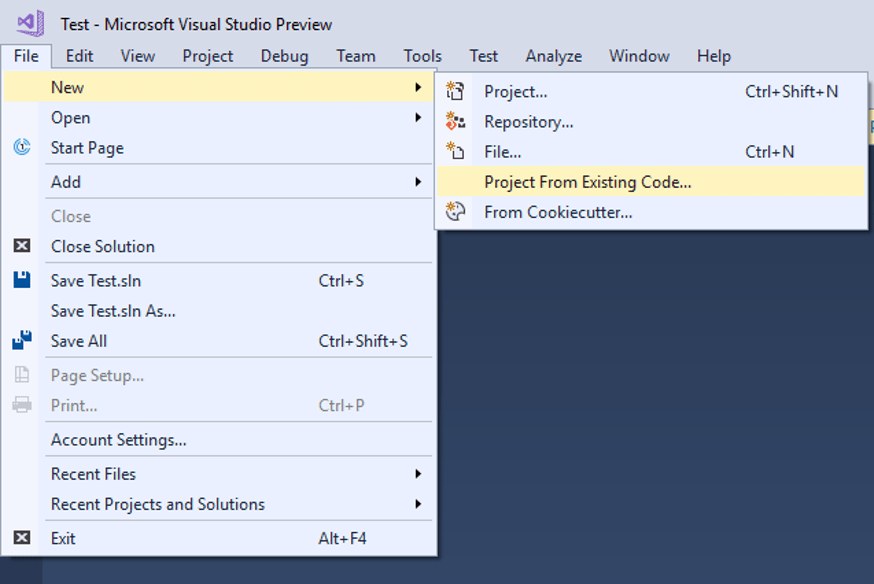 Test - Microsoft Visual Studio Preview
File Edit View Project Debug Team Tools Test Analyze Window Help
New
Open
Start Page
Add
Close
Close Solution
Save Test.sln Ctrl+S
Save Test.sln As...
Save All Ctrl+Shift+S
Page Setup...
Print... Ctrl+P
Account Settings...
Recent Files
Recent Projects and Solutions
Exit Alt+F4
Project... Ctrl+Shift+N
Repository...
File... Ctrl+N
Project From Existing Code...
From Cookiecutter...